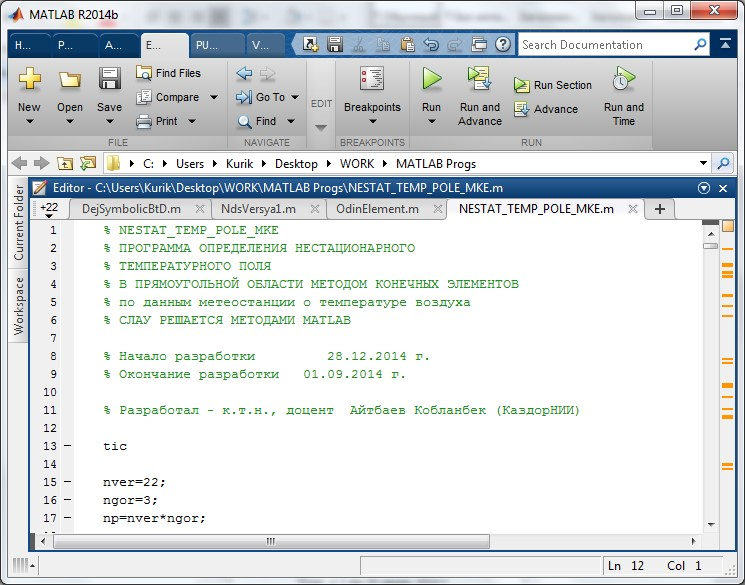 MATLAB R2014b
H... P... A... E... PU... V... Search Documentation
New Open Save Find Files Compare Print Go To Find EDIT Breakpoints Run Run and Advance Run Section Advance Run and Time
FILE NAVIGATE BREAKPOINTS RUN
C: Users Kurik Desktop WORK MATLAB Progs
Current Folder
Workspace
Editor - C:\Users\Kurik\Desktop\WORK\MATLAB Progs\NESTAT_TEMP_POLE_MKE.m
+22 DejSymbolicBtD.m NdsVersya1.m OdinElement.m NESTAT_TEMP_POLE_MKE.m
1 % NESTAT_TEMP_POLE_MKE
2 % ПРОГРАММА ОПРЕДЕЛЕНИЯ НЕСТАЦИОНАРНОГО
3 % ТЕМПЕРАТУРНОГО ПОЛЯ
4 % В ПРЯМОУГОЛЬНОЙ ОБЛАСТИ МЕТОДОМ КОНЕЧНЫХ ЭЛЕМЕНТОВ
5 % по данным метеостанции о температуре воздуха
6 % СЛАУ РЕШАЕТСЯ МЕТОДАМИ MATLAB
7
8 % Начало разработки 28.12.2014 г.
9 % Окончание разработки 01.09.2014 г.
10
11 % Разработал - к.т.н., доцент Айтбаев Кобланбек (КаздорНИИ)
12
13 – tic
14
15 – nver=22;
16 – ngor=3;
17 – np=nver*ngor;
Ln 12 Col 1